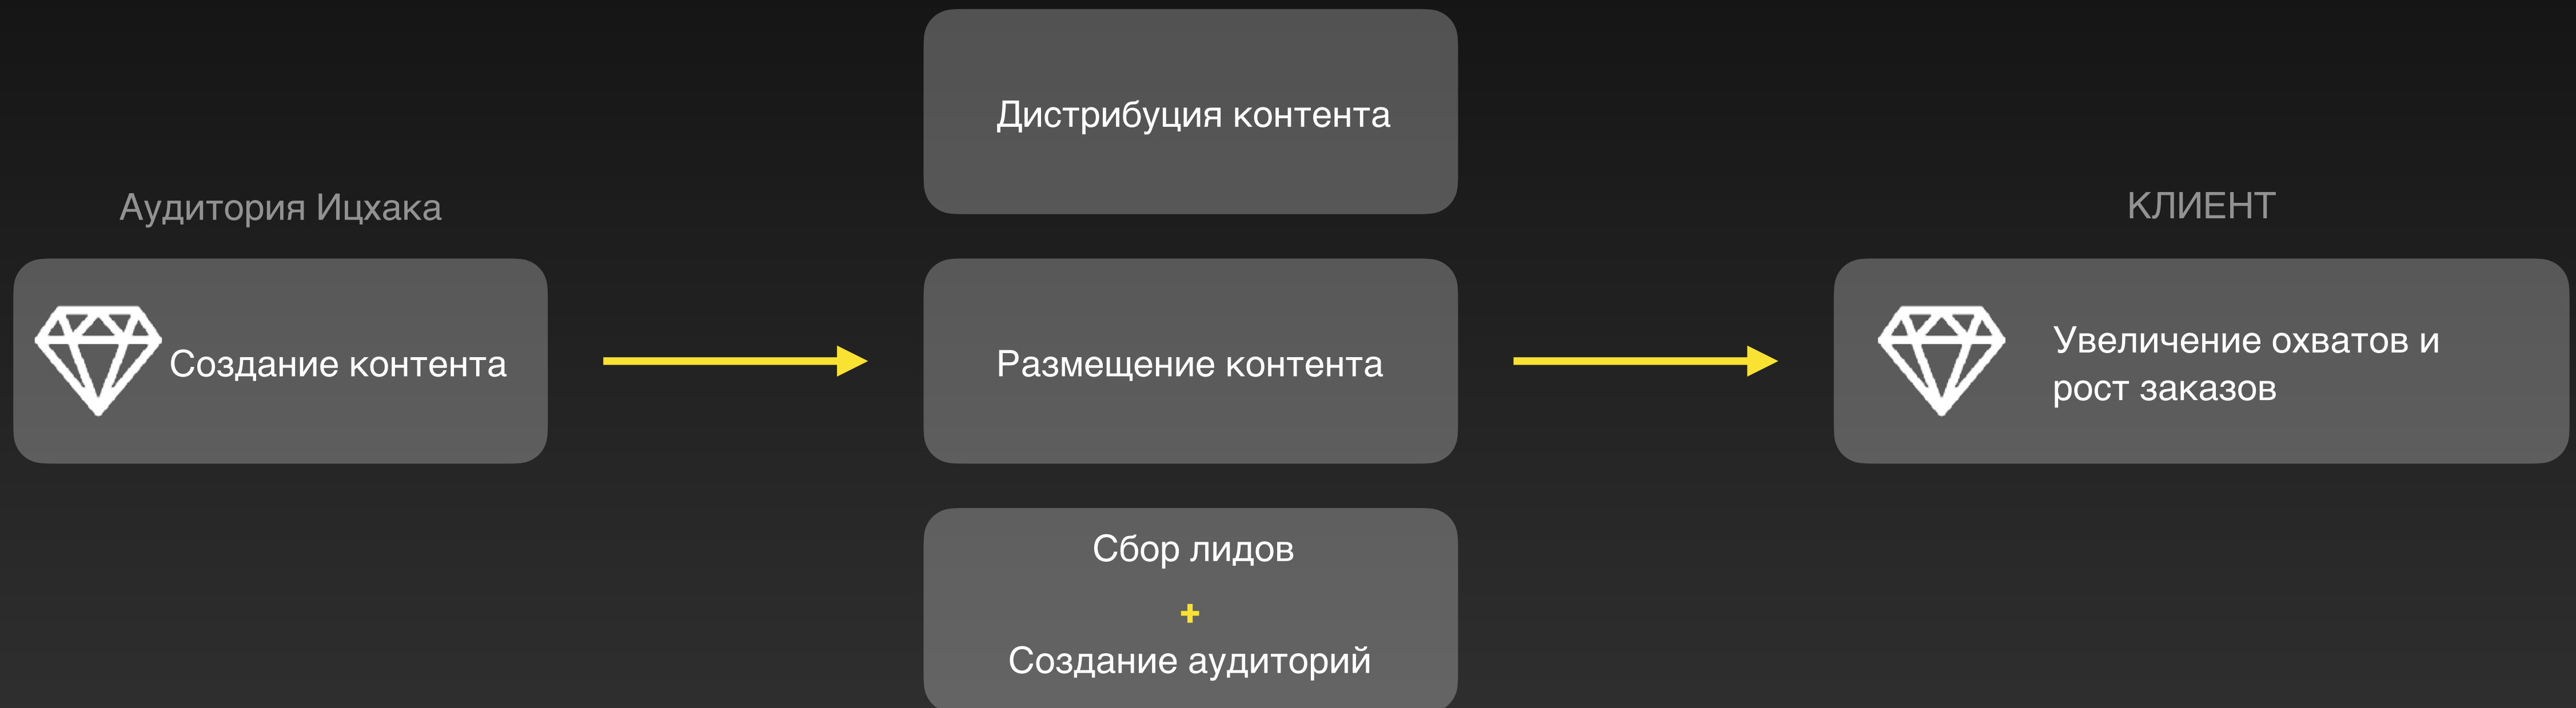 Дистрибуция контента
Аудитория Ицхака
КЛИЕНТ
Создание контента
Размещение контента
Увеличение охватов и
рост заказов
Сбор лидов
+
Создание аудиторий